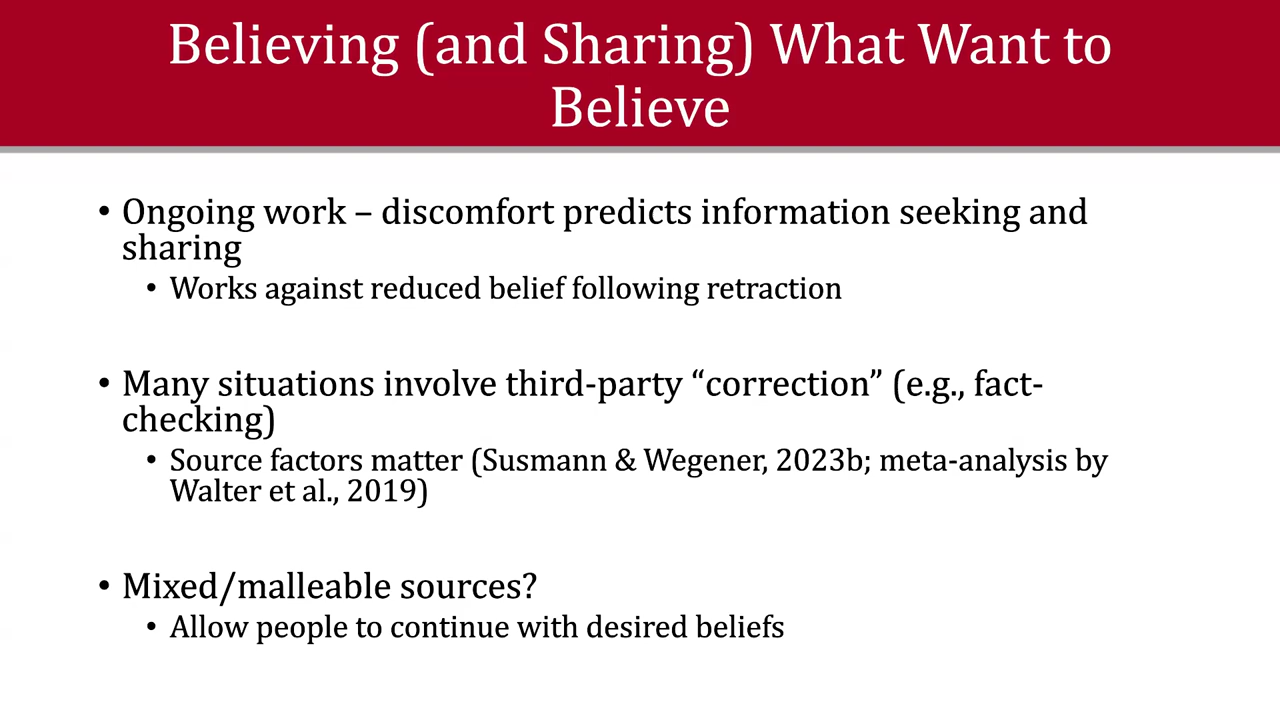 Believing (and Sharing) What Want to
Believe
• Ongoing work – discomfort predicts information seeking and
sharing
• Works against reduced belief following retraction
• Many situations involve third-party “correction” (e.g., fact-
checking)
• Source factors matter (Susmann & Wegener, 2023b; meta-analysis by
Walter et al., 2019)
• Mixed/malleable sources?
• Allow people to continue with desired beliefs